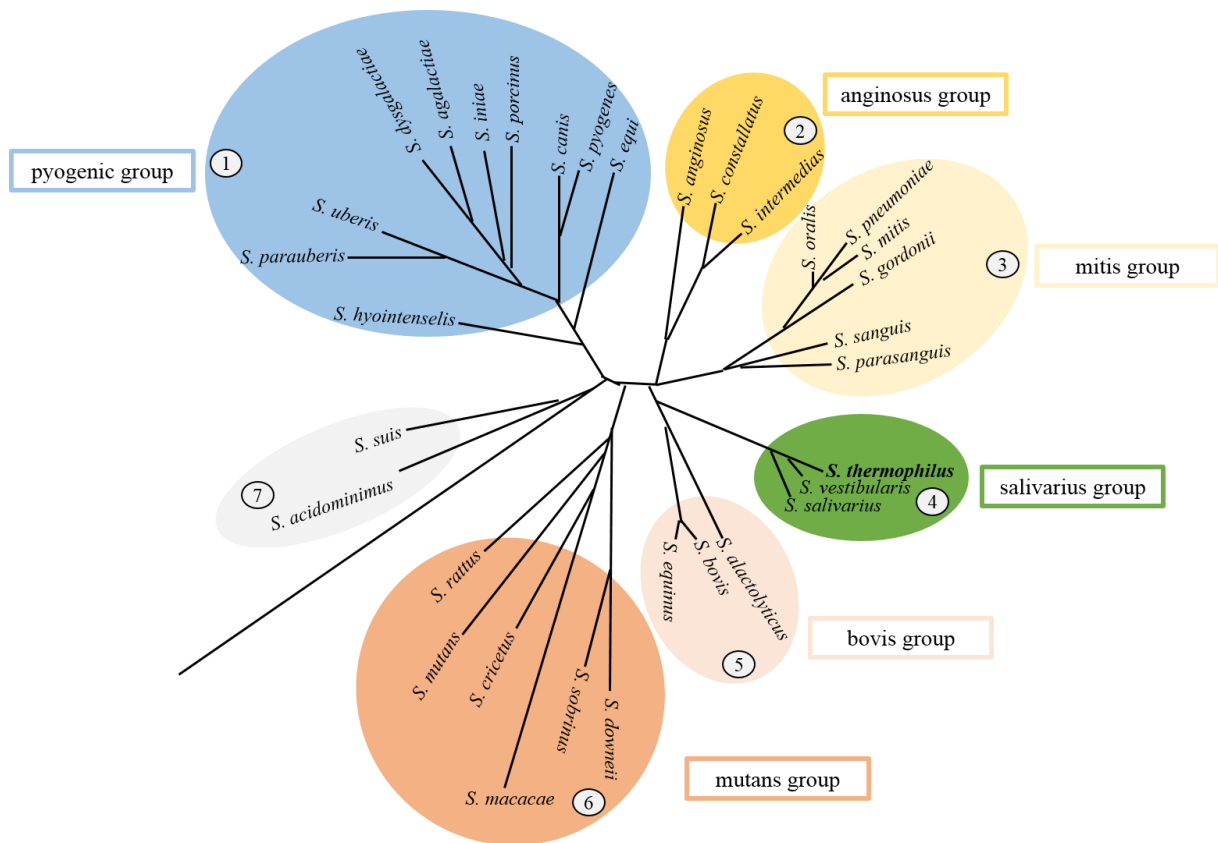 pyogenic group
1
S. dysgalactiae
S. agalactiae
S. iniae
S. porcinus
S. canis
S. pyogenes
S. equi
S. uberis
S. parauberis
S. hyointenselis
anginosus group
2
S. anginosus
S. constallatus
S. intermedias
mitis group
3
S. oralis
S. pneumoniae
S. mitis
S. gordonii
S. sanguis
S. parasanguis
salivarius group
4
S. thermophilus
S. vestibularis
S. salivarius
bovis group
5
S. equinus
S. bovis
S. alactolyticus
mutans group
6
S. rattus
S. mutans
S. cricetus
S. macacae
S. sobrinus
S. downeii
7
S. suis
S. acidominimus